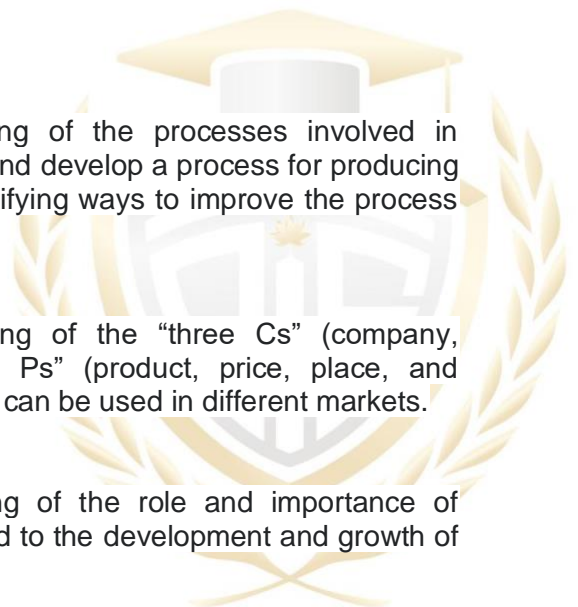 ng of the processes involved in
nd develop a process for producing
ifying ways to improve the process
ng of the “three Cs” (company,
Ps” (product, price, place, and
can be used in different markets.
ng of the role and importance of
d to the development and growth of